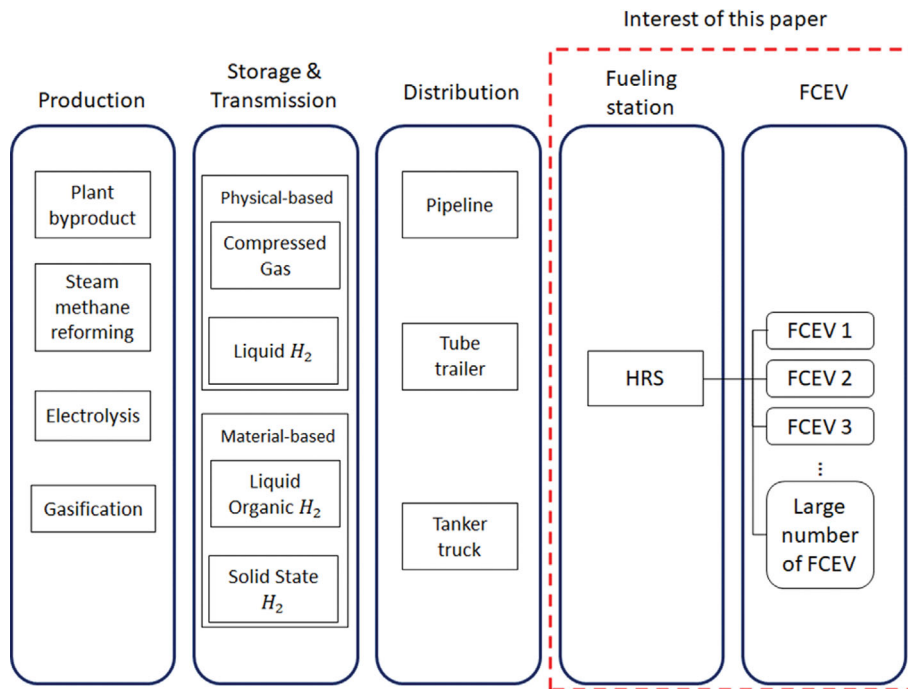 Interest of this paper
Production
Storage &
Transmission
Distribution
Fueling
station
FCEV
Plant
byproduct
Steam
methane
reforming
Electrolysis
Gasification
Physical-based
Compressed
Gas
Liquid H₂
Material-based
Liquid
Organic H₂
Solid State
H₂
Pipeline
Tube
trailer
Tanker
truck
HRS
FCEV 1
FCEV 2
FCEV 3
⋮
Large
number
of FCEV